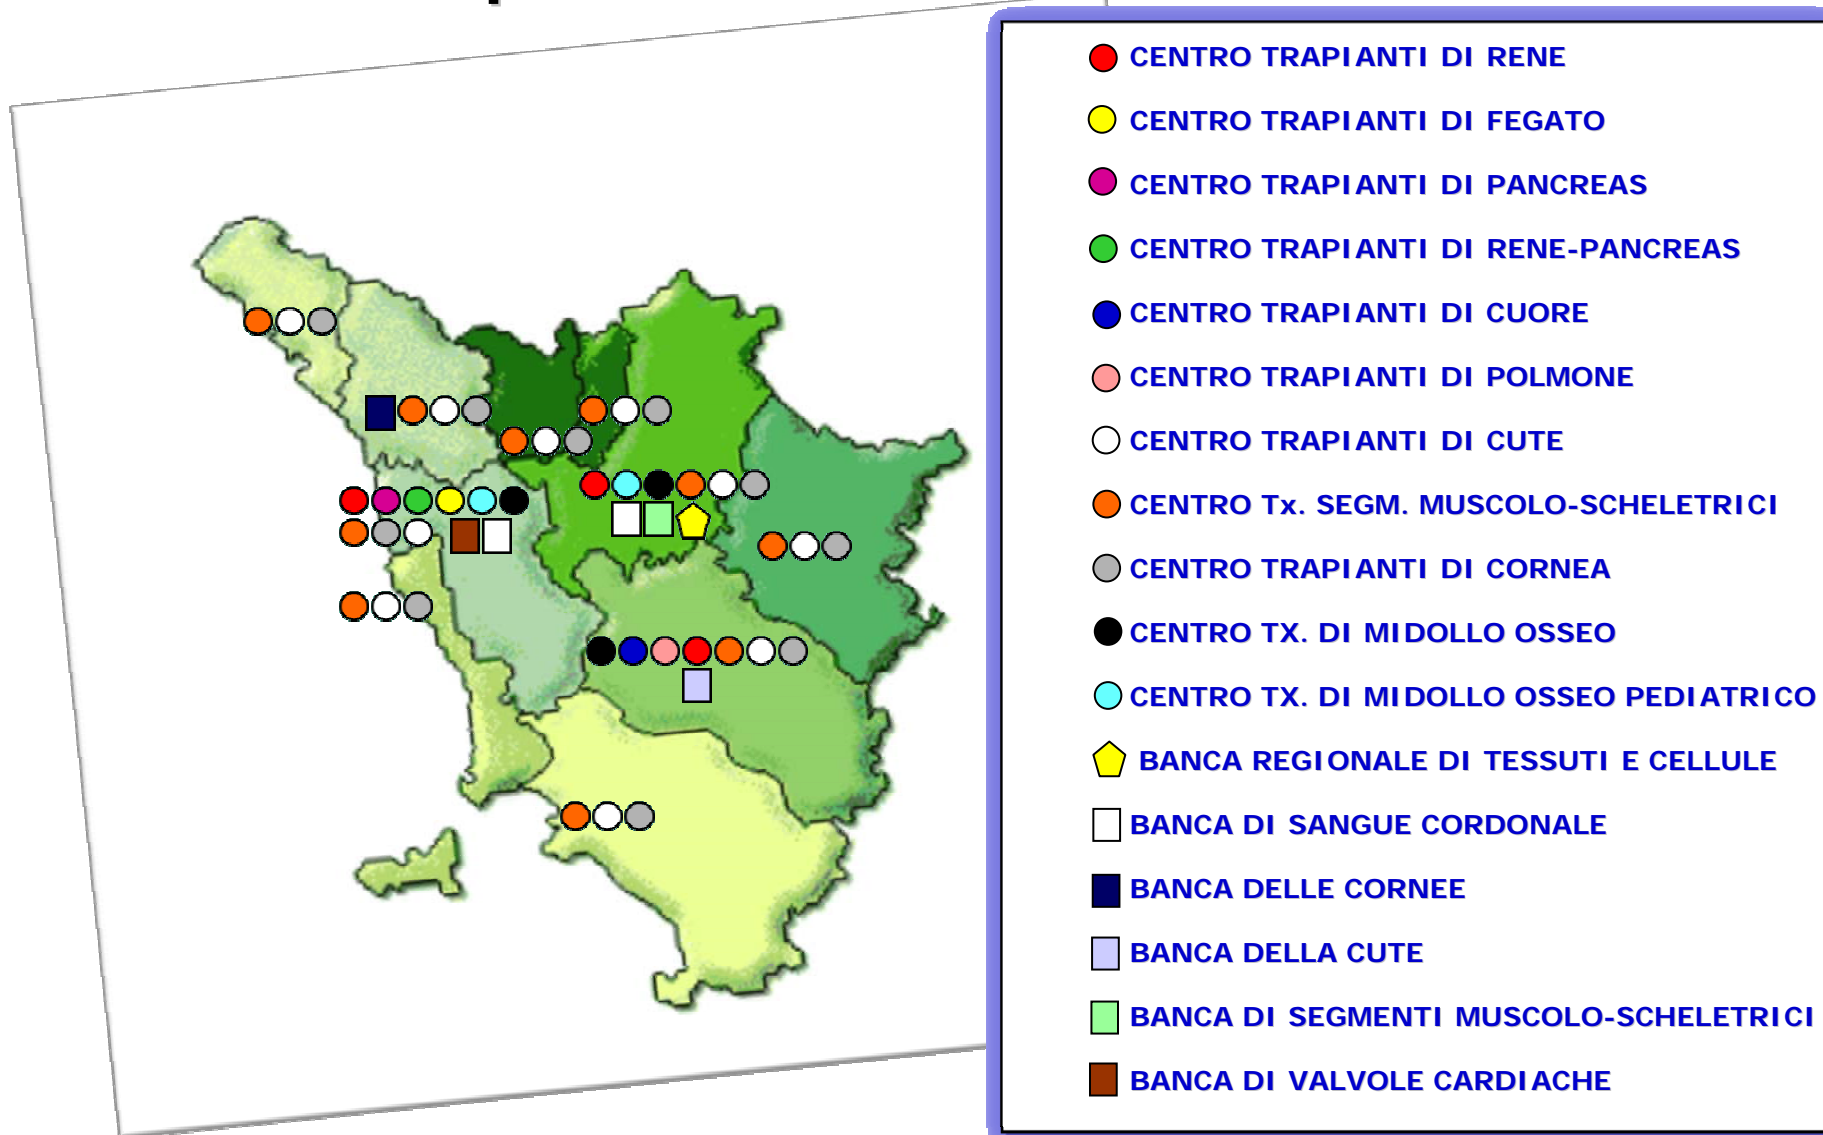 CENTRO TRAPIANTI DI RENE
CENTRO TRAPIANTI DI FEGATO
CENTRO TRAPIANTI DI PANCREAS
CENTRO TRAPIANTI DI RENE-PANCREAS
CENTRO TRAPIANTI DI CUORE
CENTRO TRAPIANTI DI POLMONE
CENTRO TRAPIANTI DI CUTE
CENTRO Tx. SEGM. MUSCOLO-SCHELETRICI
CENTRO TRAPIANTI DI CORNEA
CENTRO TX. DI MIDOLLO OSSEO
CENTRO TX. DI MIDOLLO OSSEO PEDIATRICO
BANCA REGIONALE DI TESSUTI E CELLULE
BANCA DI SANGUE CORDONALE
BANCA DELLE CORNEE
BANCA DELLA CUTE
BANCA DI SEGMENTI MUSCOLO-SCHELETRICI
BANCA DI VALVOLE CARDIACHE